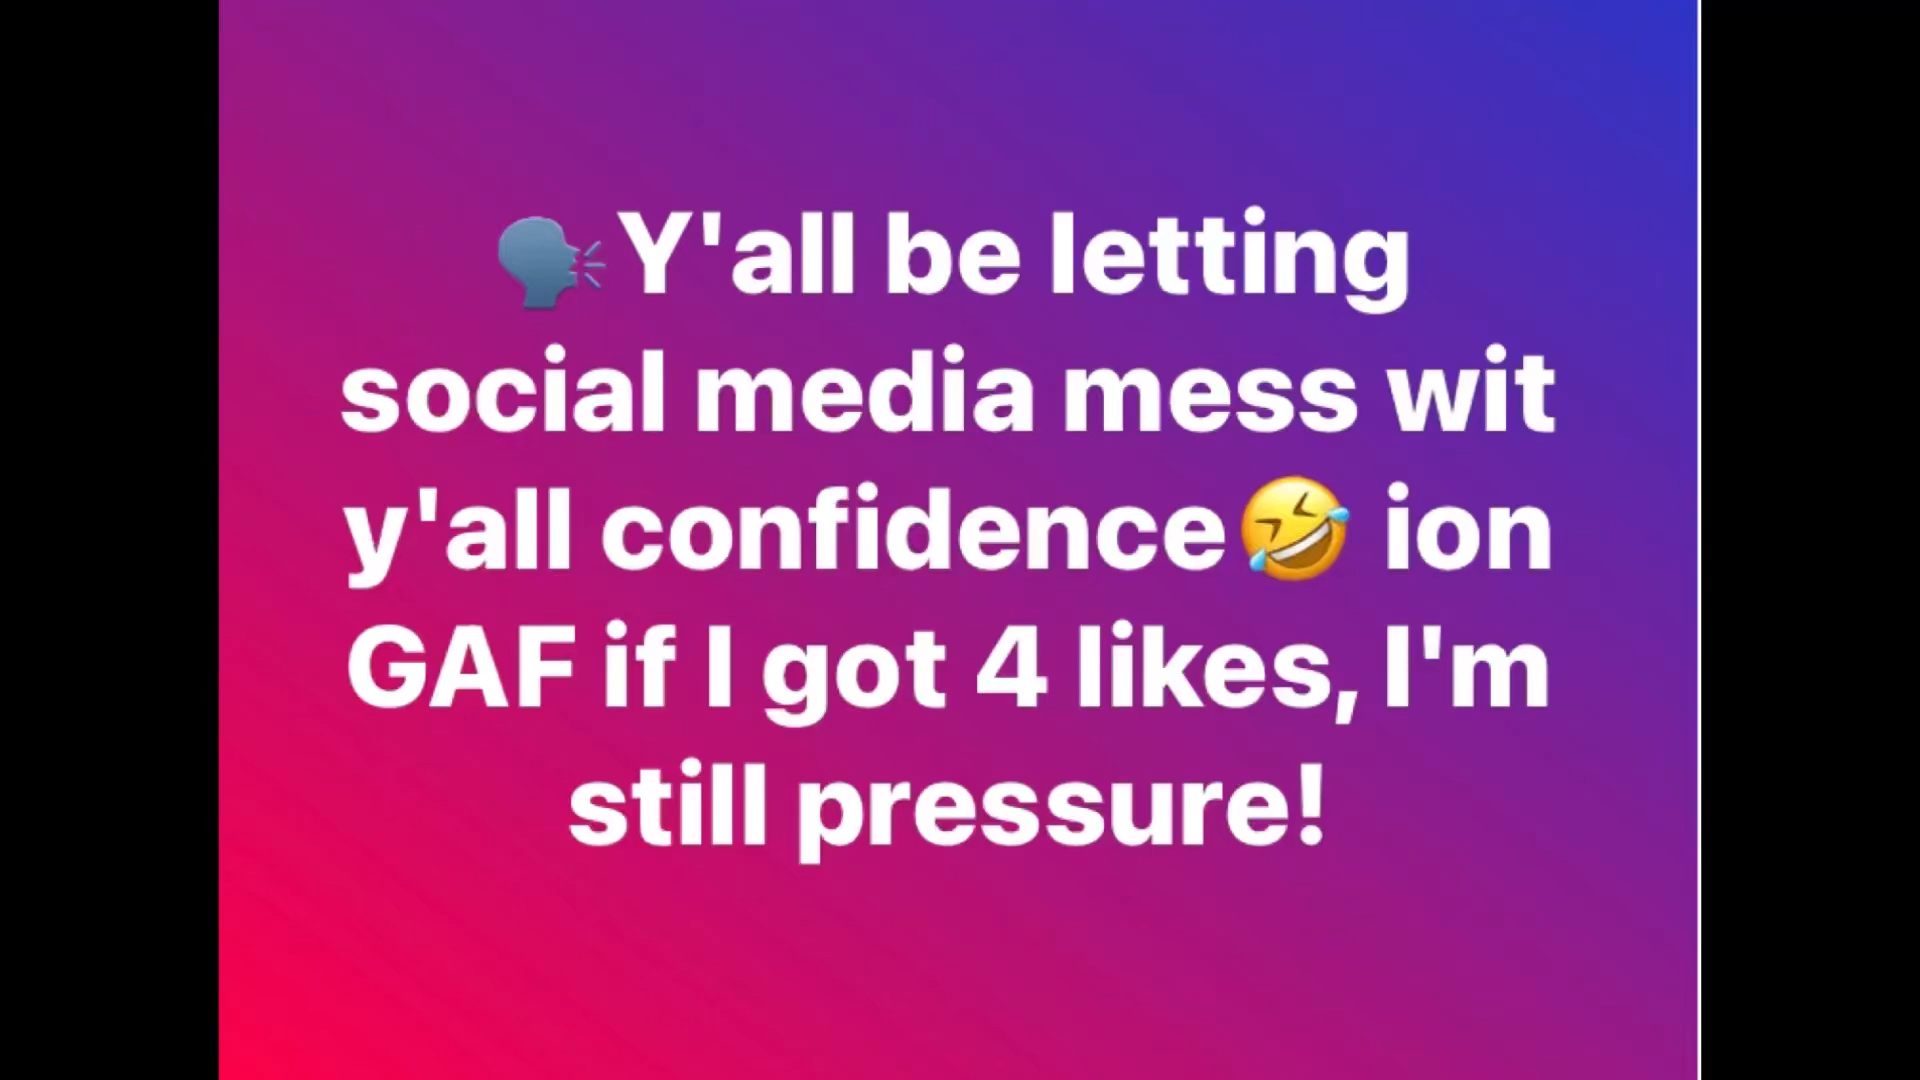 🗣️Y'all be letting
social media mess wit
y'all confidence🤣 ion
GAF if I got 4 likes, I'm
still pressure!